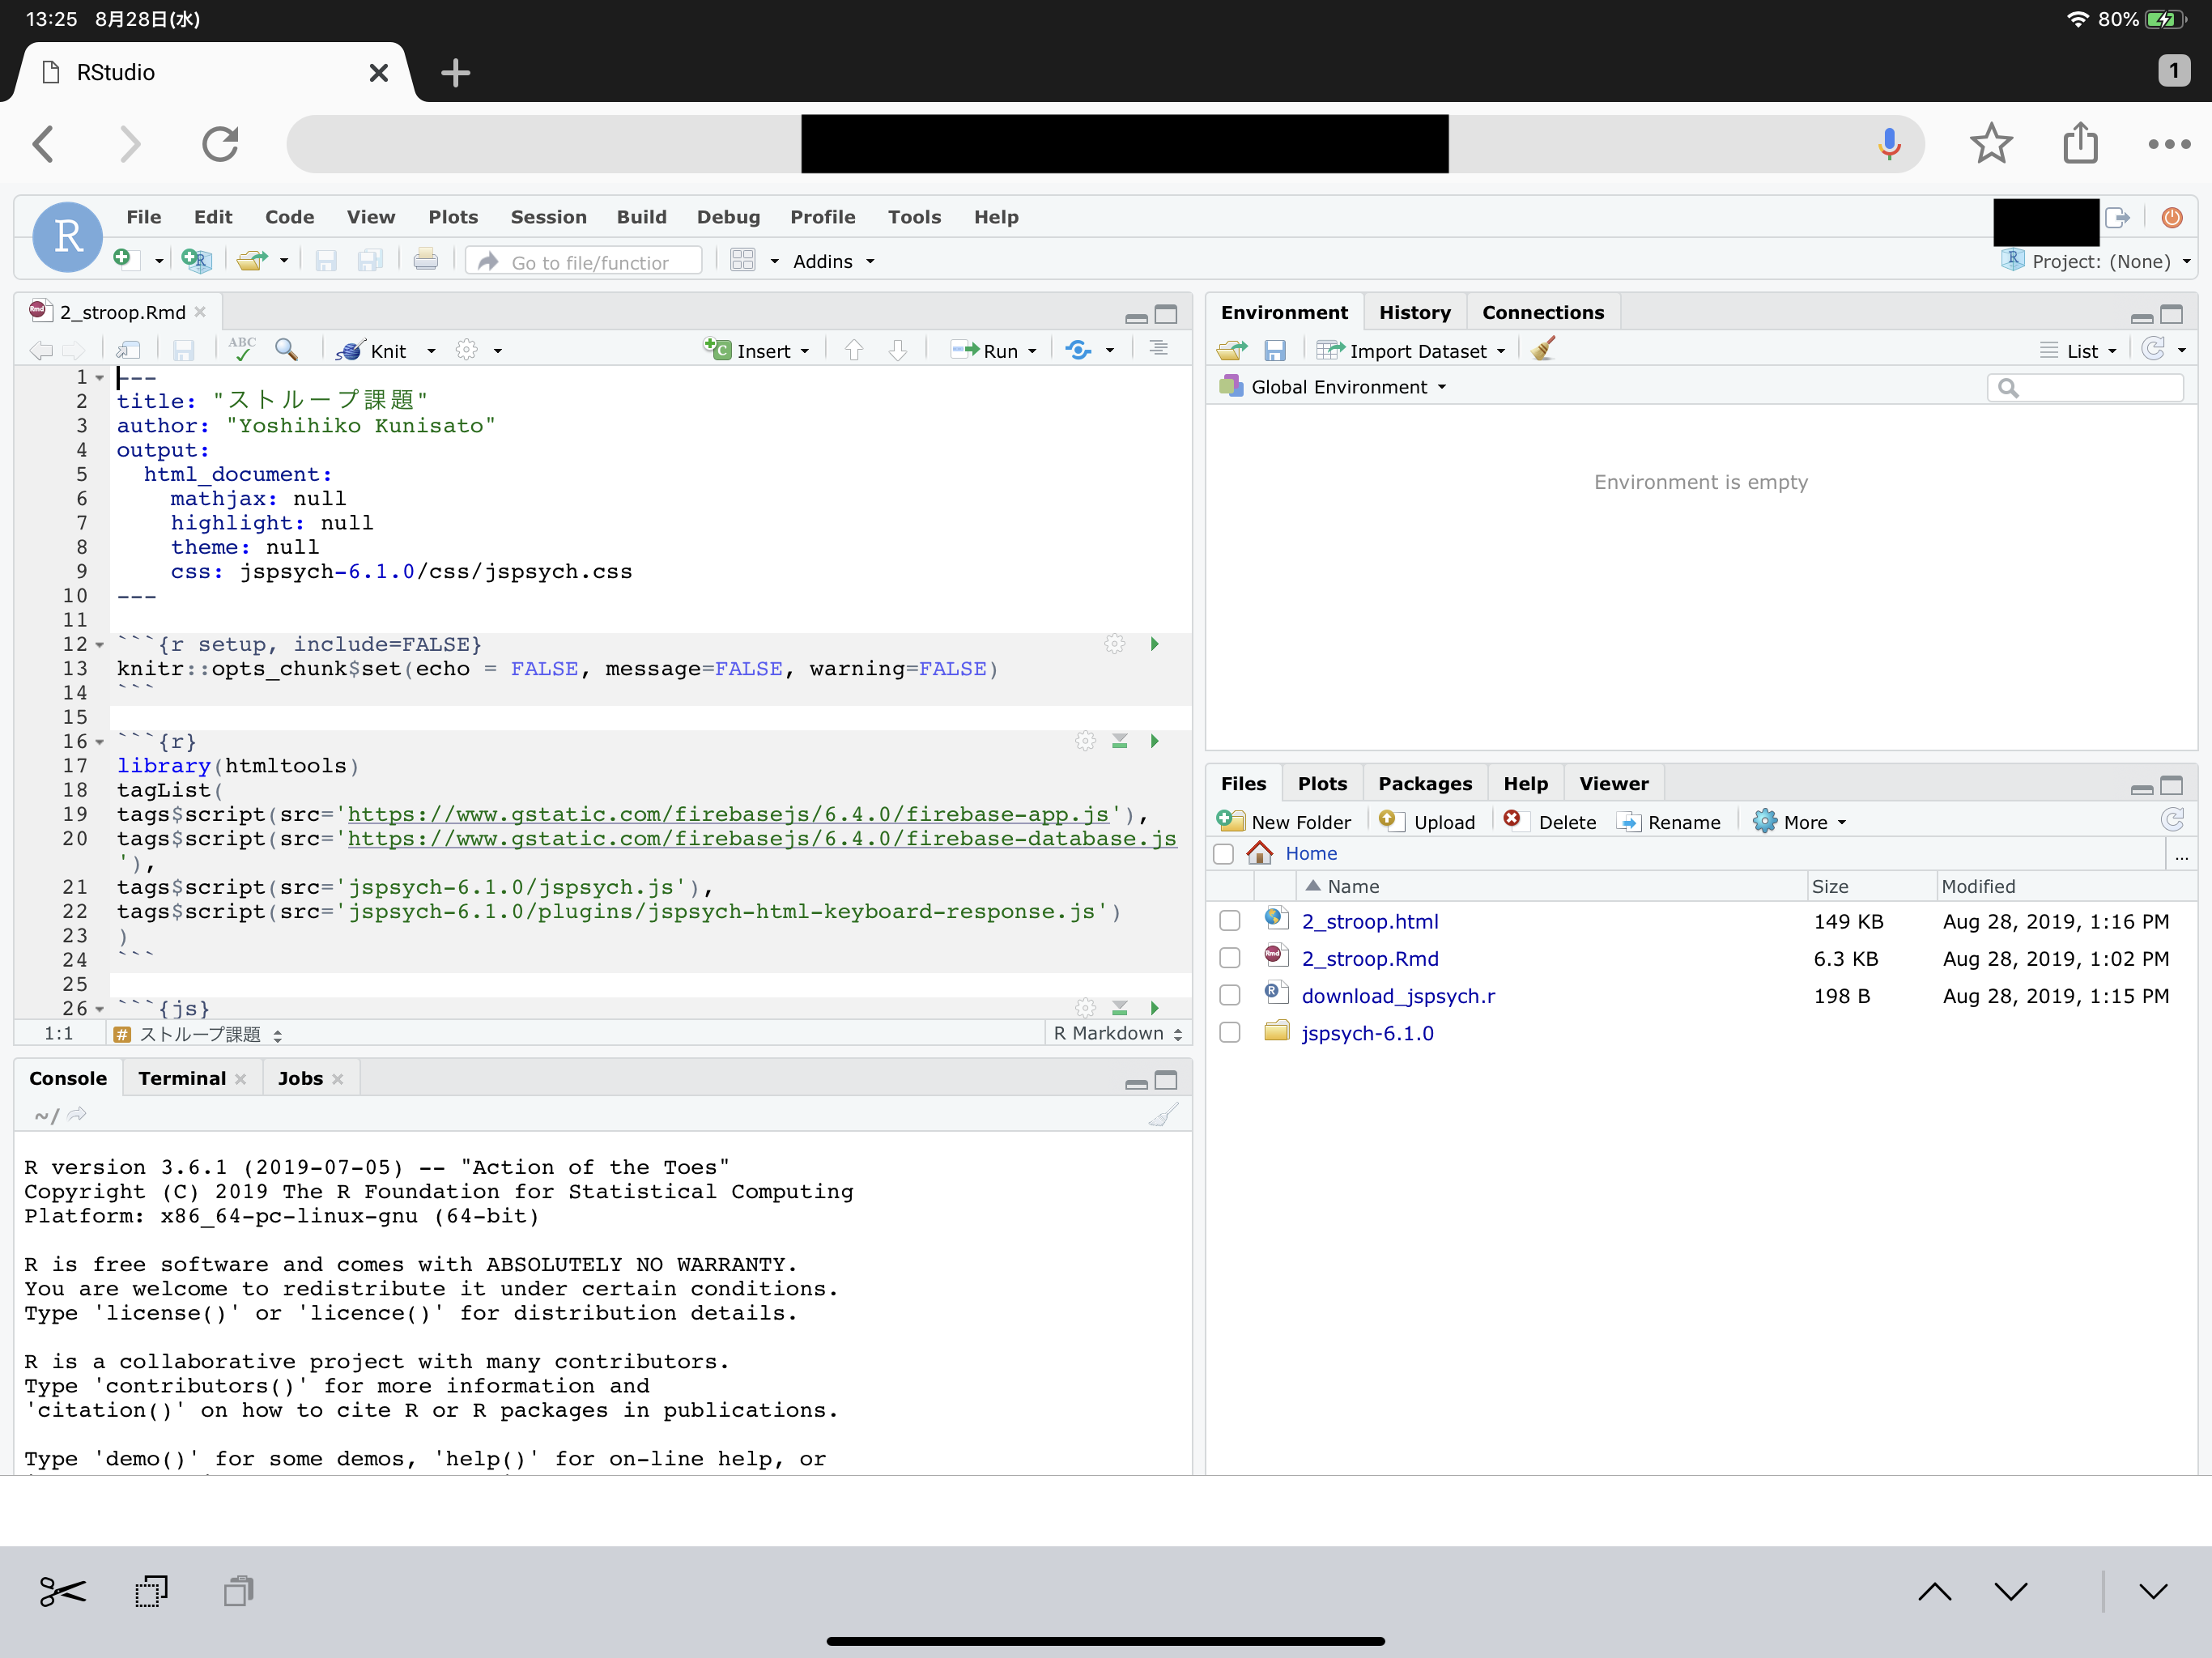 13:25 8月28日(水)
80%
RStudio
1
File Edit Code View Plots Session Build Debug Profile Tools Help
Go to file/function
Addins
Project: (None)
2_stroop.Rmd
ABC
Knit
Insert
Run
1 ---
2 title: "ストループ課題"
3 author: "Yoshihiko Kunisato"
4 output:
5 html_document:
6 mathjax: null
7 highlight: null
8 theme: null
9 css: jspsych-6.1.0/css/jspsych.css
10 ---
11
12 ```{r setup, include=FALSE}
13 knitr::opts_chunk$set(echo = FALSE, message=FALSE, warning=FALSE)
14 ```
15
16 ```{r}
17 library(htmltools)
18 tagList(
19 tags$script(src='https://www.gstatic.com/firebasejs/6.4.0/firebase-app.js'),
20 tags$script(src='https://www.gstatic.com/firebasejs/6.4.0/firebase-database.js
'),
21 tags$script(src='jspsych-6.1.0/jspsych.js'),
22 tags$script(src='jspsych-6.1.0/plugins/jspsych-html-keyboard-response.js')
23 )
24 ```
25
26 ```{js}
1:1 # ストループ課題 R Markdown
Console Terminal Jobs
~/
R version 3.6.1 (2019-07-05) -- "Action of the Toes"
Copyright (C) 2019 The R Foundation for Statistical Computing
Platform: x86_64-pc-linux-gnu (64-bit)
R is free software and comes with ABSOLUTELY NO WARRANTY.
You are welcome to redistribute it under certain conditions.
Type 'license()' or 'licence()' for distribution details.
R is a collaborative project with many contributors.
Type 'contributors()' for more information and
'citation()' on how to cite R or R packages in publications.
Type 'demo()' for some demos, 'help()' for on-line help, or
Environment History Connections
Import Dataset
List
Global Environment
Environment is empty
Files Plots Packages Help Viewer
New Folder Upload Delete Rename More
Home
...
Name Size Modified
2_stroop.html 149 KB Aug 28, 2019, 1:16 PM
2_stroop.Rmd 6.3 KB Aug 28, 2019, 1:02 PM
download_jspsych.r 198 B Aug 28, 2019, 1:15 PM
jspsych-6.1.0